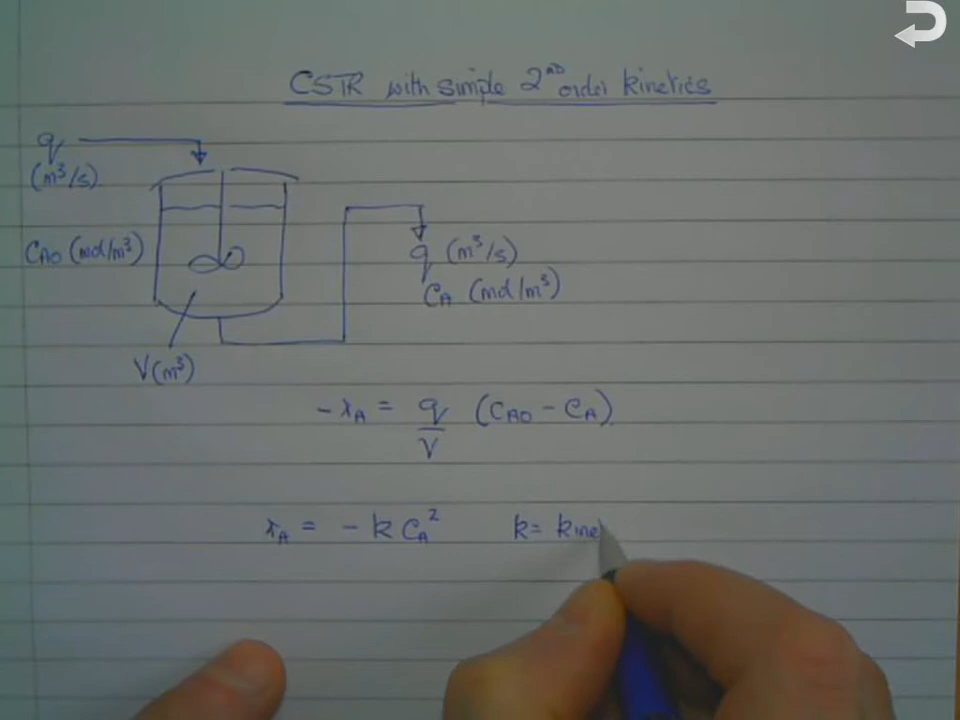 CSTR with simple 2ND order kinetics
q
(m³/s)
CA0 (mol/m³)
q (m³/s)
CA (mol/m³)
V(m³)
-rA = q/V (CA0 - CA)
rA = - k CA² k= kine